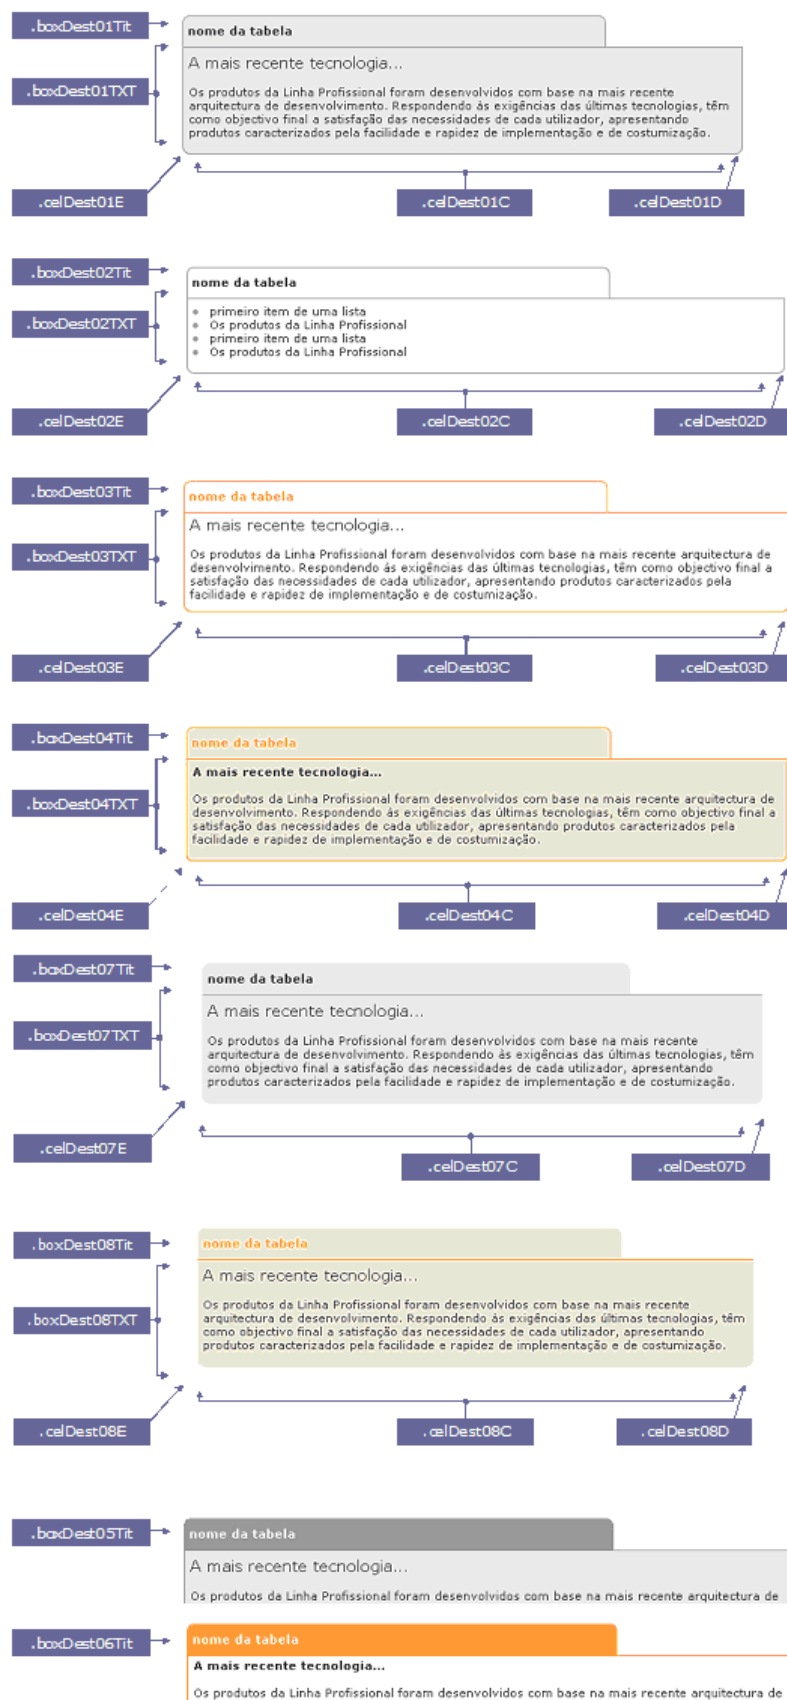 .boxDest01Tit
nome da tabela
A mais recente tecnologia...
.boxDest01TXT
Os produtos da Linha Profissional foram desenvolvidos com base na mais recente
arquitectura de desenvolvimento. Respondendo ás exigências das últimas tecnologias, têm
como objectivo final a satisfação das necessidades de cada utilizador, apresentando
produtos caracterizados pela facilidade e rapidez de implementação e de costumização.
.celDest01E
.celDest01C
.celDest01D
.boxDest02Tit
nome da tabela
.boxDest02TXT
primeiro item de uma lista
Os produtos da Linha Profissional
primeiro item de uma lista
Os produtos da Linha Profissional
.celDest02E
.celDest02C
.celDest02D
.boxDest03Tit
nome da tabela
A mais recente tecnologia...
.boxDest03TXT
Os produtos da Linha Profissional foram desenvolvidos com base na mais recente arquitectura de
desenvolvimento. Respondendo ás exigências das últimas tecnologias, têm como objectivo final a
satisfação das necessidades de cada utilizador, apresentando produtos caracterizados pela
facilidade e rapidez de implementação e de costumização.
.celDest03E
.celDest03C
.celDest03D
.boxDest04Tit
nome da tabela
A mais recente tecnologia...
.boxDest04TXT
Os produtos da Linha Profissional foram desenvolvidos com base na mais recente arquitectura de
desenvolvimento. Respondendo ás exigências das últimas tecnologias, têm como objectivo final a
satisfação das necessidades de cada utilizador, apresentando produtos caracterizados pela
facilidade e rapidez de implementação e de costumização.
.celDest04E
.celDest04C
.celDest04D
.boxDest07Tit
nome da tabela
A mais recente tecnologia...
.boxDest07TXT
Os produtos da Linha Profissional foram desenvolvidos com base na mais recente
arquitectura de desenvolvimento. Respondendo às exigências das últimas tecnologias, têm
como objectivo final a satisfação das necessidades de cada utilizador, apresentando
produtos caracterizados pela facilidade e rapidez de implementação e de costumização.
.celDest07E
.celDest07C
.celDest07D
.boxDest08Tit
nome da tabela
A mais recente tecnologia...
.boxDest08TXT
Os produtos da Linha Profissional foram desenvolvidos com base na mais recente
arquitectura de desenvolvimento. Respondendo às exigências das últimas tecnologias, têm
como objectivo final a satisfação das necessidades de cada utilizador, apresentando
produtos caracterizados pela facilidade e rapidez de implementação e de costumização.
.celDest08E
.celDest08C
.celDest08D
.boxDest05Tit
nome da tabela
A mais recente tecnologia...
Os produtos da Linha Profissional foram desenvolvidos com base na mais recente arquitectura de
.boxDest06Tit
nome da tabela
A mais recente tecnologia...
Os produtos da Linha Profissional foram desenvolvidos com base na mais recente arquitectura de